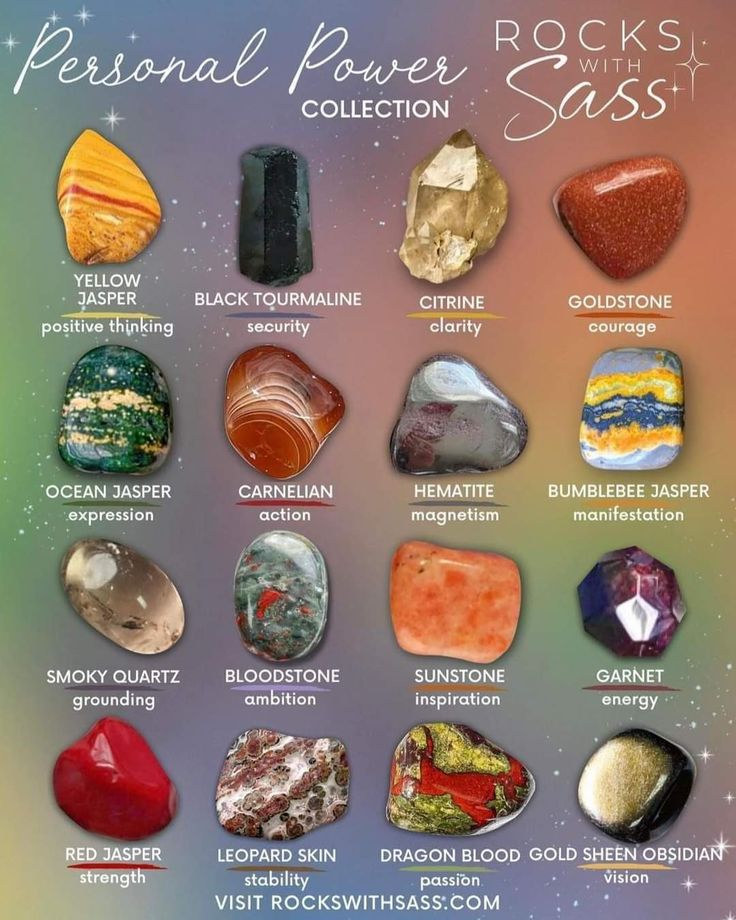 Personal Power
COLLECTION
ROCKS
WITH
Sass
YELLOW
JASPER
positive thinking
BLACK TOURMALINE
security
CITRINE
clarity
GOLDSTONE
courage
OCEAN JASPER
expression
CARNELIAN
action
HEMATITE
magnetism
BUMBLEBEE JASPER
manifestation
SMOKY QUARTZ
grounding
BLOODSTONE
ambition
SUNSTONE
inspiration
GARNET
energy
RED JASPER
strength
LEOPARD SKIN
stability
DRAGON BLOOD
passion
GOLD SHEEN OBSIDIAN
vision
VISIT ROCKSWITHSASS.COM